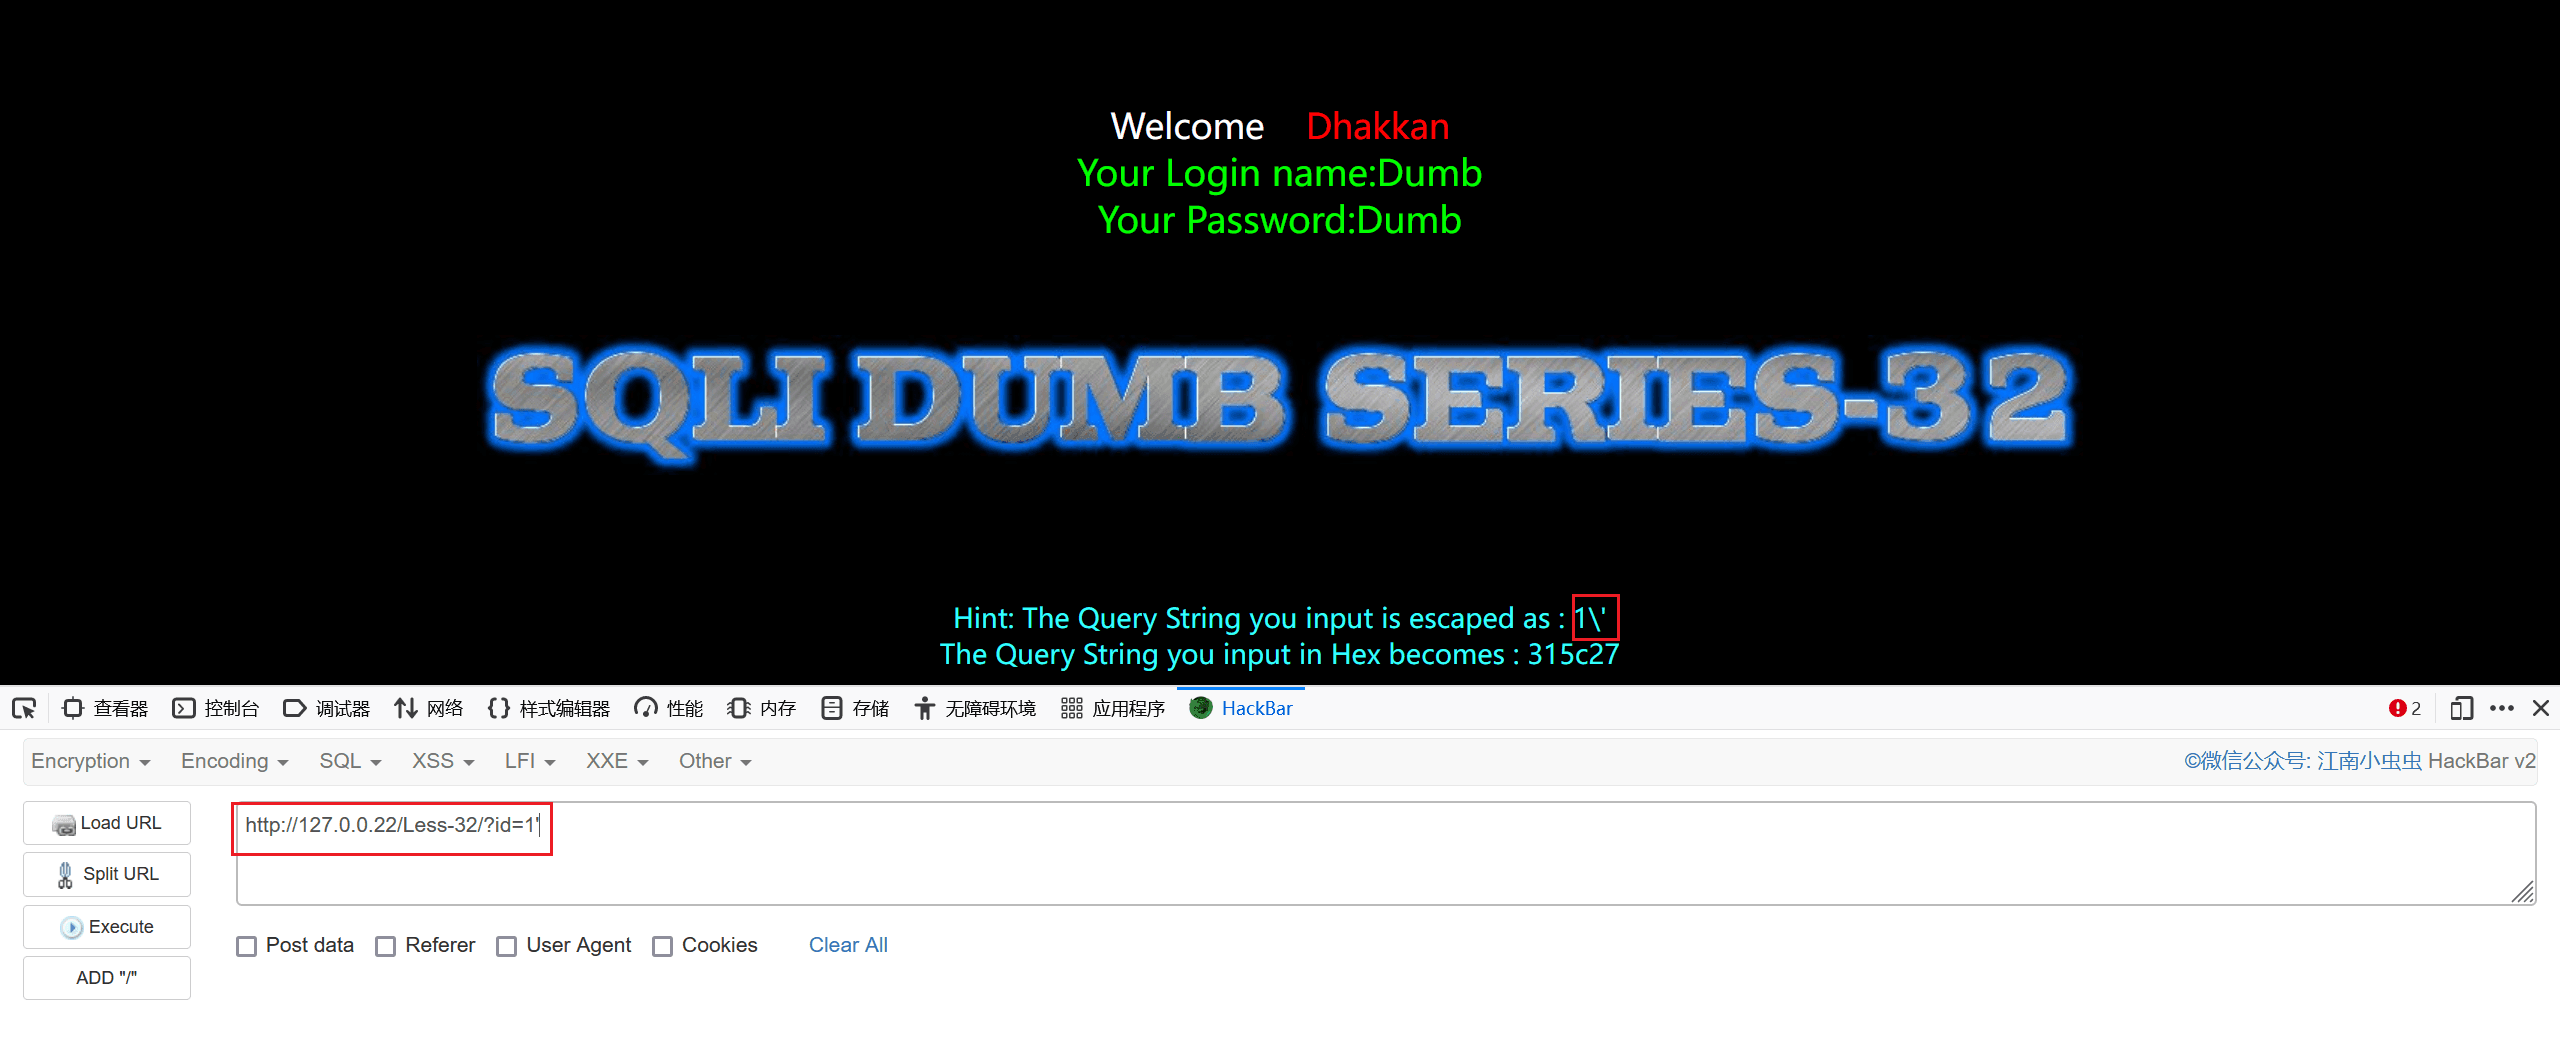 Welcome Dhakkan
Your Login name:Dumb
Your Password:Dumb
SQLI DUMB SERIES-32
Hint: The Query String you input is escaped as : 1\'
The Query String you input in Hex becomes : 315c27
查看器 控制台 调试器 网络 样式编辑器 性能 内存 存储 无障碍环境 应用程序 HackBar 2
Encryption Encoding SQL XSS LFI XXE Other ©微信公众号: 江南小虫虫 HackBar v2
Load URL
http://127.0.0.22/Less-32/?id=1'
Split URL
Execute
Post data Referer User Agent Cookies Clear All
ADD "/"